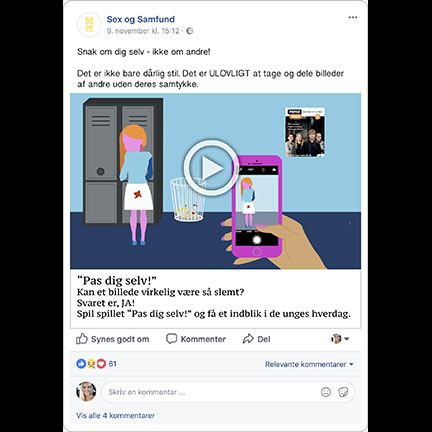 Sex og Samfund
9. november kl. 15:12 ·
Snak om dig selv - ikke om andre!
Det er ikke bare dårlig stil. Det er ULOVLIGT at tage og dele billeder
af andre uden deres samtykke.
“Pas dig selv!”
Kan et billede virkelig være så slemt?
Svaret er, JA!
Spil spillet “Pas dig selv!” og få et indblik i de unges hverdag.
Synes godt om
Kommenter
Del
61
Relevante kommentarer
Skriv en kommentar ...
Vis alle 4 kommentarer